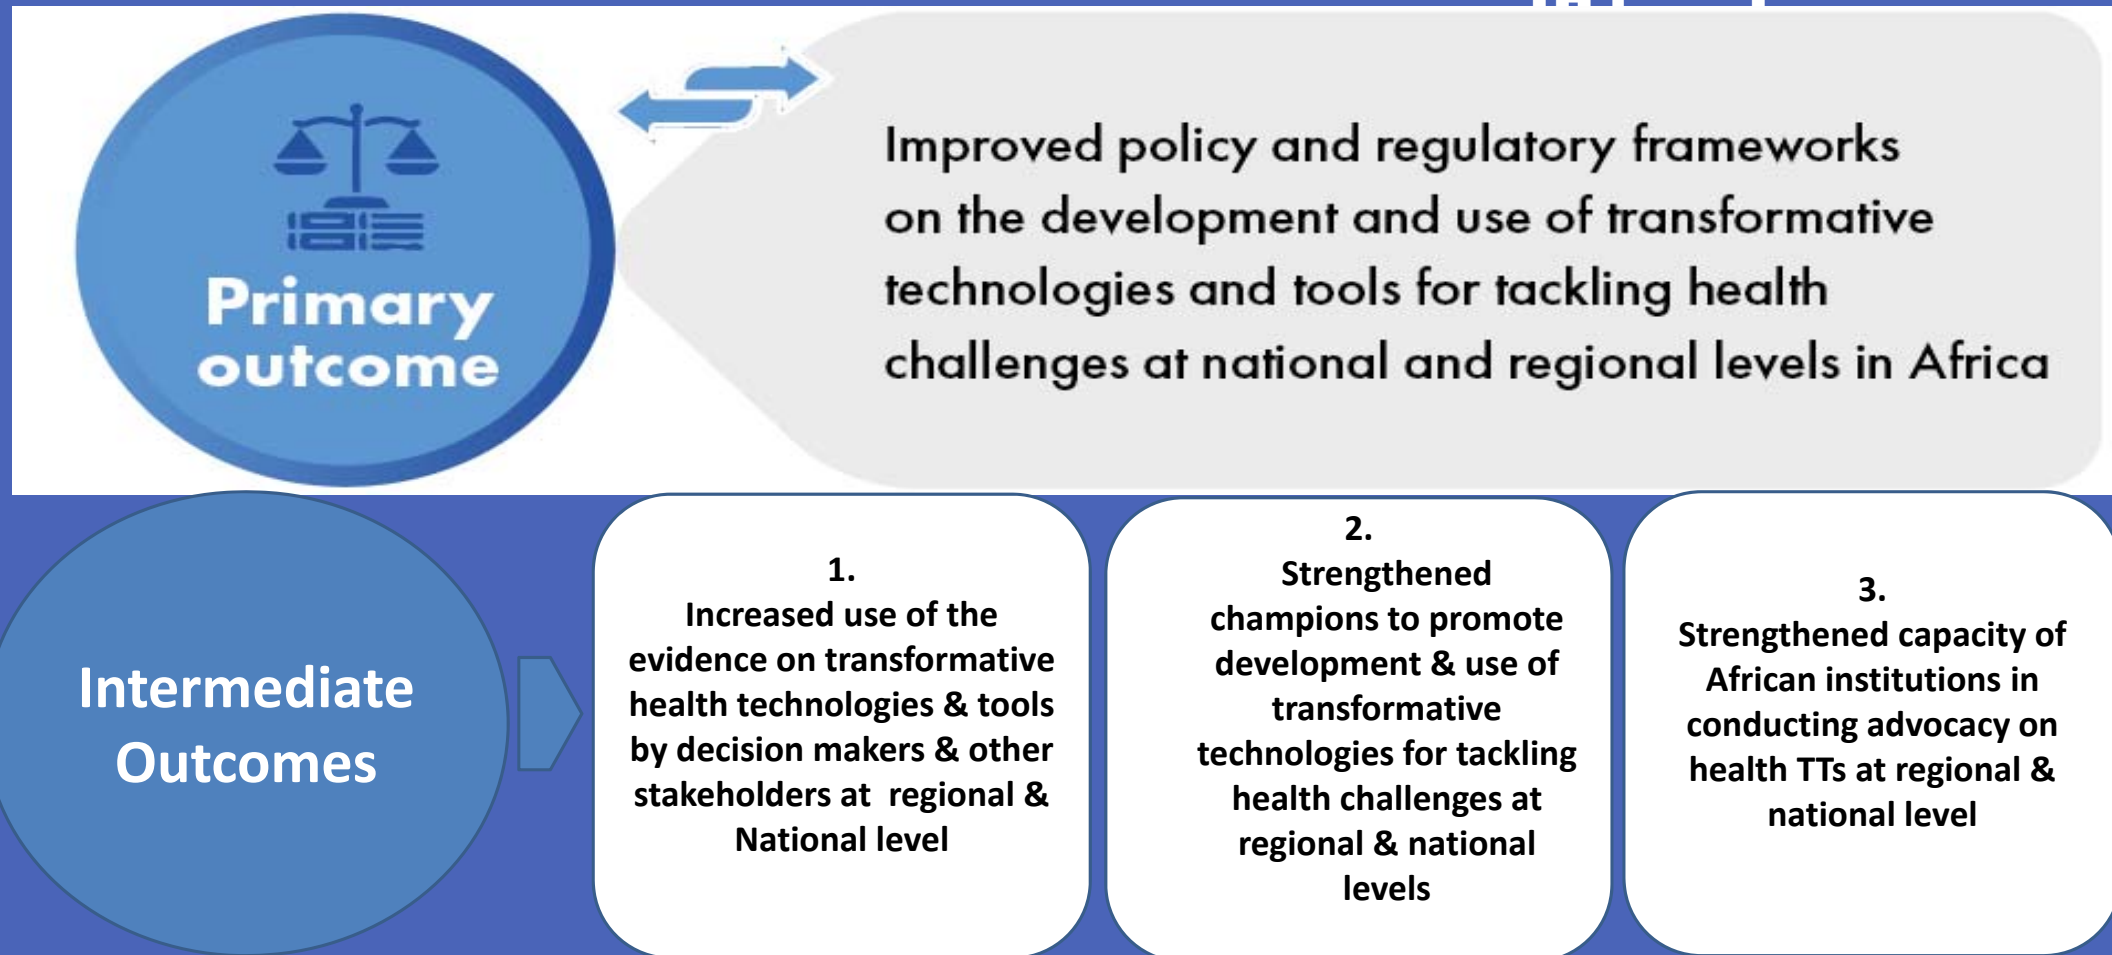 Primary
outcome
Improved policy and regulatory frameworks
on the development and use of transformative
technologies and tools for tackling health
challenges at national and regional levels in Africa
Intermediate
Outcomes
1.
Increased use of the
evidence on transformative
health technologies & tools
by decision makers & other
stakeholders at regional &
National level
2.
Strengthened
champions to promote
development & use of
transformative
technologies for tackling
health challenges at
regional & national
levels
3.
Strengthened capacity of
African institutions in
conducting advocacy on
health TTs at regional &
national level